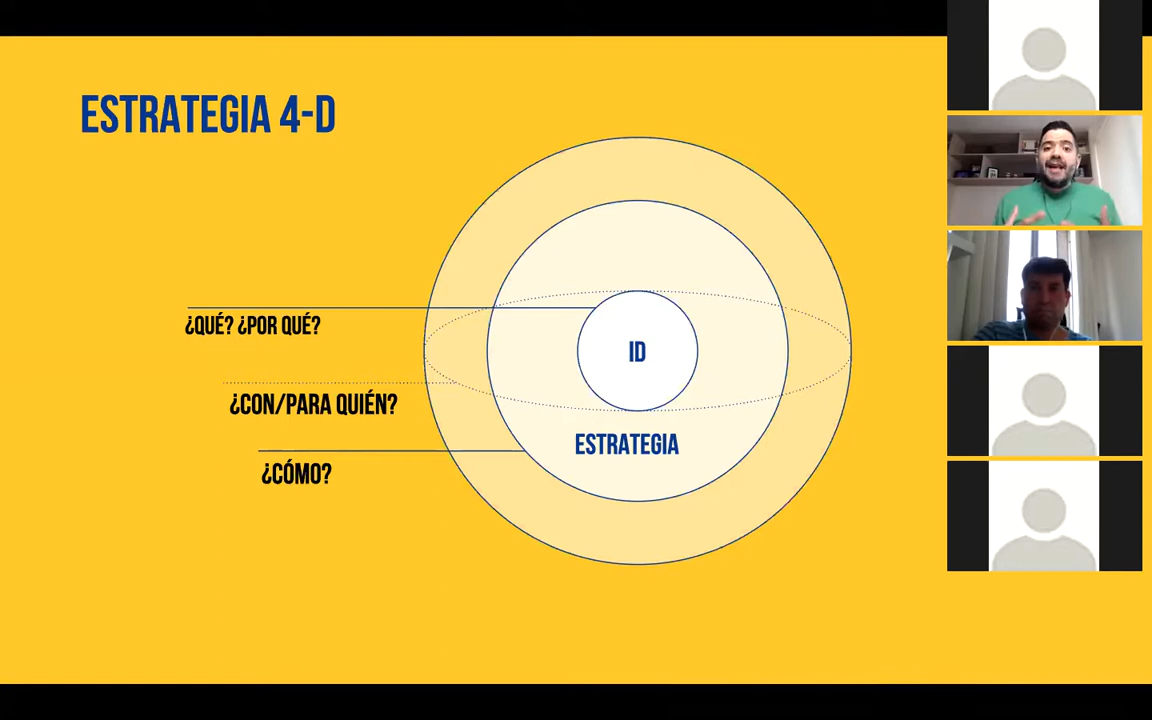 ESTRATEGIA 4-D
¿QUÉ? ¿POR QUÉ?
ID
¿CON/PARA QUIÉN?
ESTRATEGIA
¿CÓMO?